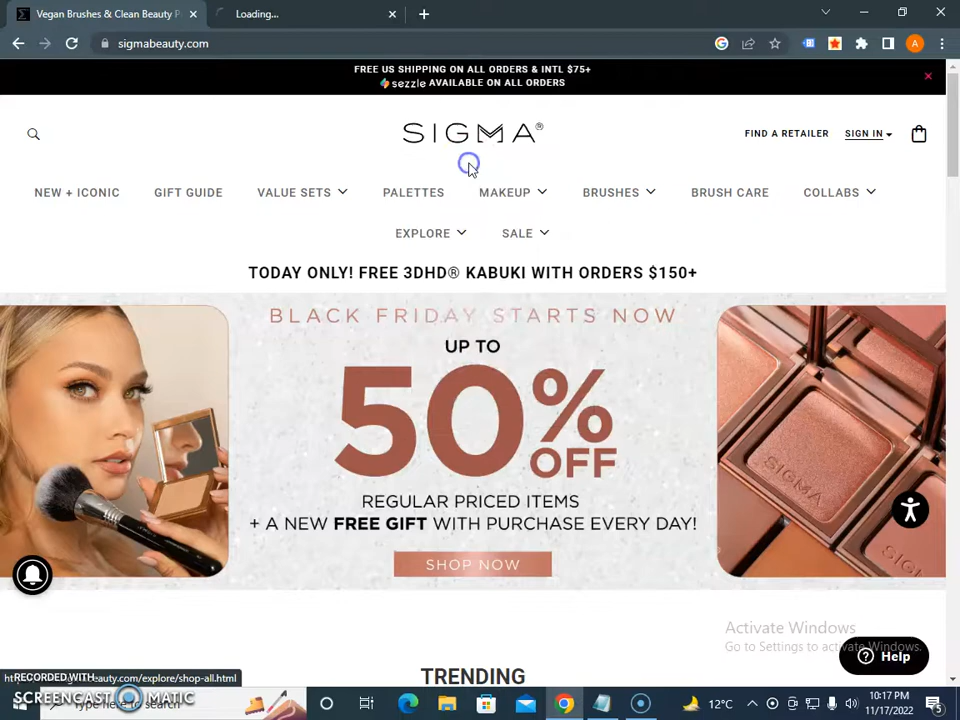 Vegan Brushes & Clean Beauty P
Loading...
sigmabeauty.com
A
FREE US SHIPPING ON ALL ORDERS & INTL $75+
sezzle AVAILABLE ON ALL ORDERS
SIGMA®
FIND A RETAILER
SIGN IN
NEW + ICONIC
GIFT GUIDE
VALUE SETS
PALETTES
MAKEUP
BRUSHES
BRUSH CARE
COLLABS
EXPLORE
SALE
TODAY ONLY! FREE 3DHD® KABUKI WITH ORDERS $150+
BLACK FRIDAY STARTS NOW
UP TO
50% OFF
REGULAR PRICED ITEMS
+ A NEW FREE GIFT WITH PURCHASE EVERY DAY!
SHOP NOW
SIGMA
Activate Windows
Go to Settings to activate Windows.
Help
TRENDING
RECORDED WITH
eauty.com/explore/shop-all.html
SCREENCAST MATIC
Type here to search
12°C
10:17 PM
11/17/2022
5